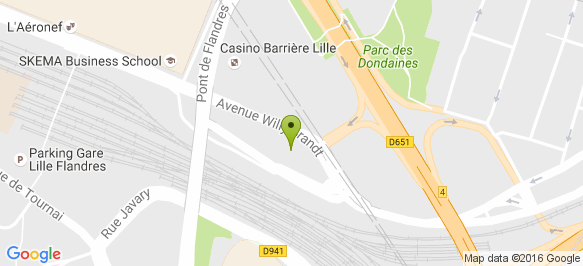 L'Aéronef
SKEMA Business School
Pont de Flandres
Casino Barrière Lille
Parc des
Dondaines
Avenue Willy Brandt
D651
Parking Gare
Lille Flandres
Rue Javary
ue de Tournai
4
D941
Google
Map data ©2016 Google